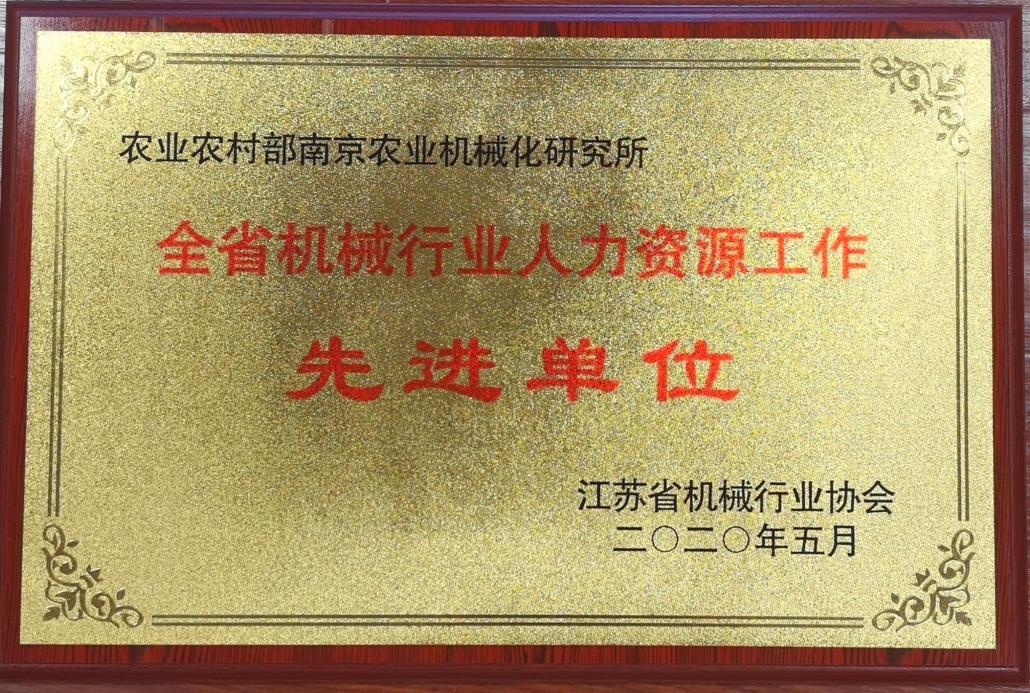 农业农村部南京农业机械化研究所
全省机械行业人力资源工作
先进单位
江苏省机械行业协会
二〇二〇年五月